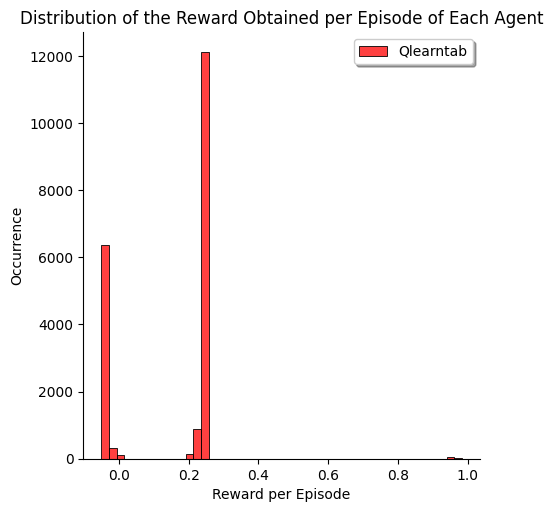 Distribution of the Reward Obtained per Episode of Each Agent
Qlearntab
12000
10000
8000
6000
4000
2000
0
Occurrence
0.0 0.2 0.4 0.6 0.8 1.0
Reward per Episode